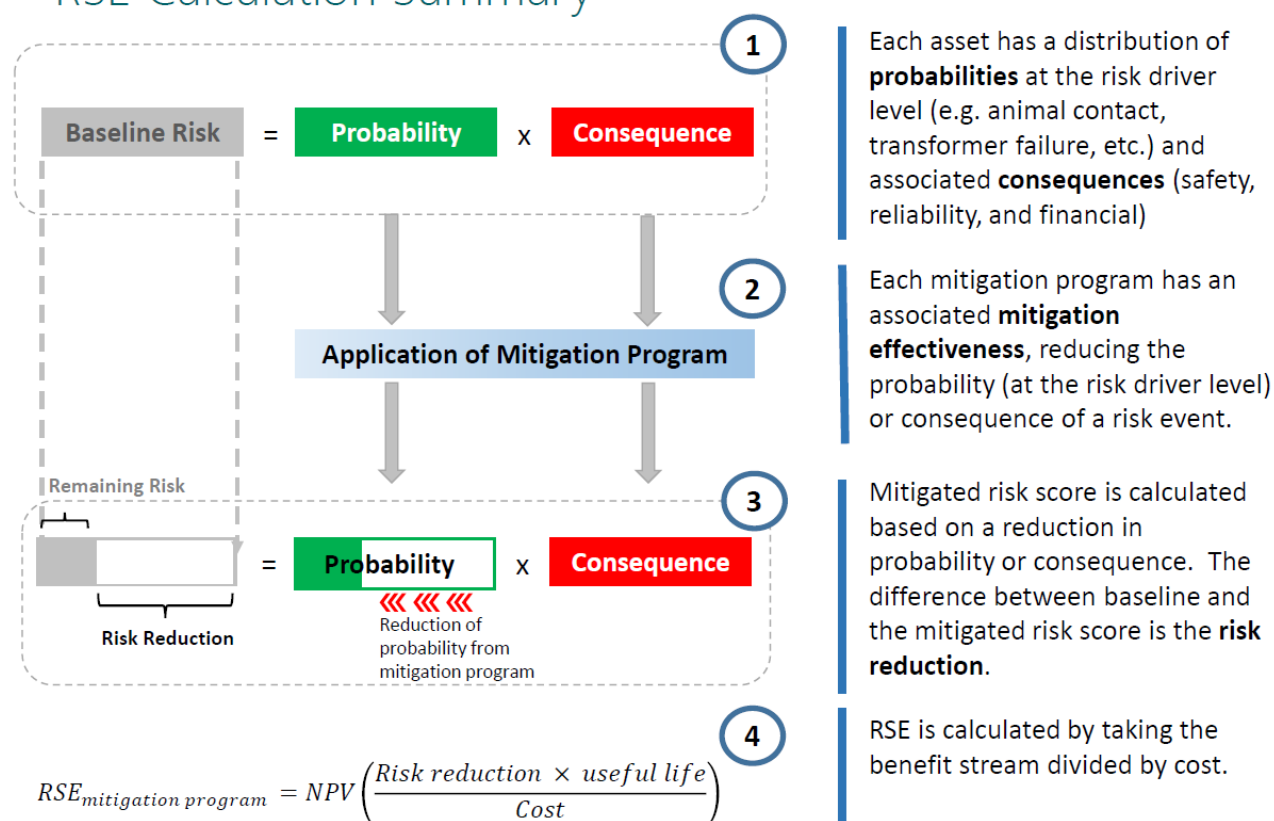 RSE Calculation Summary
1
Baseline Risk = Probability x Consequence
Each asset has a distribution of
probabilities at the risk driver
level (e.g. animal contact,
transformer failure, etc.) and
associated consequences (safety,
reliability, and financial)
2
Application of Mitigation Program
Each mitigation program has an
associated mitigation
effectiveness, reducing the
probability (at the risk driver level)
or consequence of a risk event.
3
Remaining Risk
= Probability x Consequence
Risk Reduction
Reduction of
probability from
mitigation program
Mitigated risk score is calculated
based on a reduction in
probability or consequence. The
difference between baseline and
the mitigated risk score is the risk
reduction.
4
RSE mitigation program = NPV (Risk reduction × useful life / Cost)
RSE is calculated by taking the
benefit stream divided by cost.